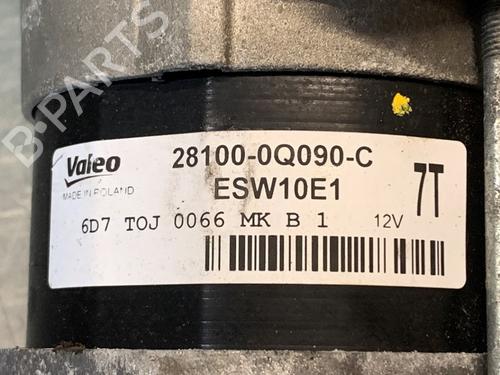 B-PARTS
Valeo
MADE IN POLAND
28100-0Q090-C
ESW10E1
7T
6D7 TOJ 0066 MK B 1
12V